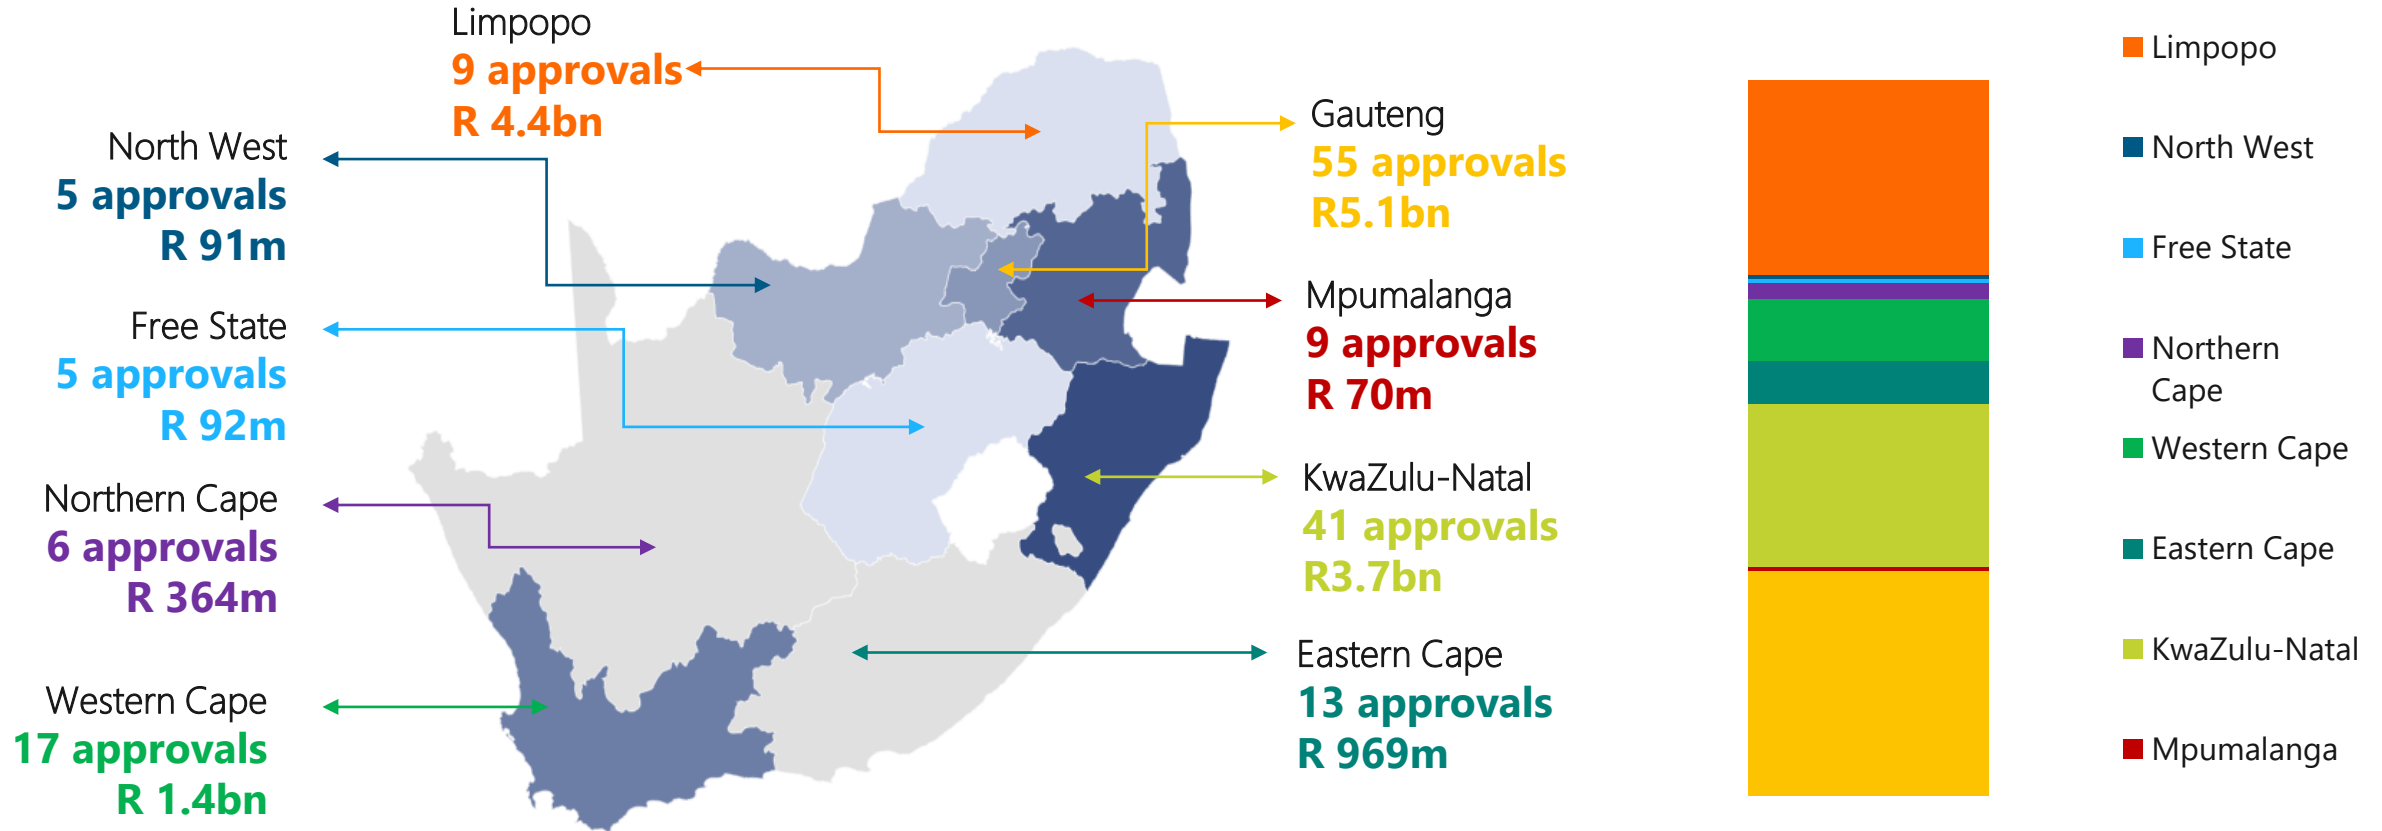 Limpopo
9 approvals
R 4.4bn
North West
5 approvals
R 91m
Free State
5 approvals
R 92m
Northern Cape
6 approvals
R 364m
Western Cape
17 approvals
R 1.4bn
Gauteng
55 approvals
R5.1bn
Mpumalanga
9 approvals
R 70m
KwaZulu-Natal
41 approvals
R3.7bn
Eastern Cape
13 approvals
R 969m
Limpopo
North West
Free State
Northern
Cape
Western Cape
Eastern Cape
KwaZulu-Natal
Mpumalanga